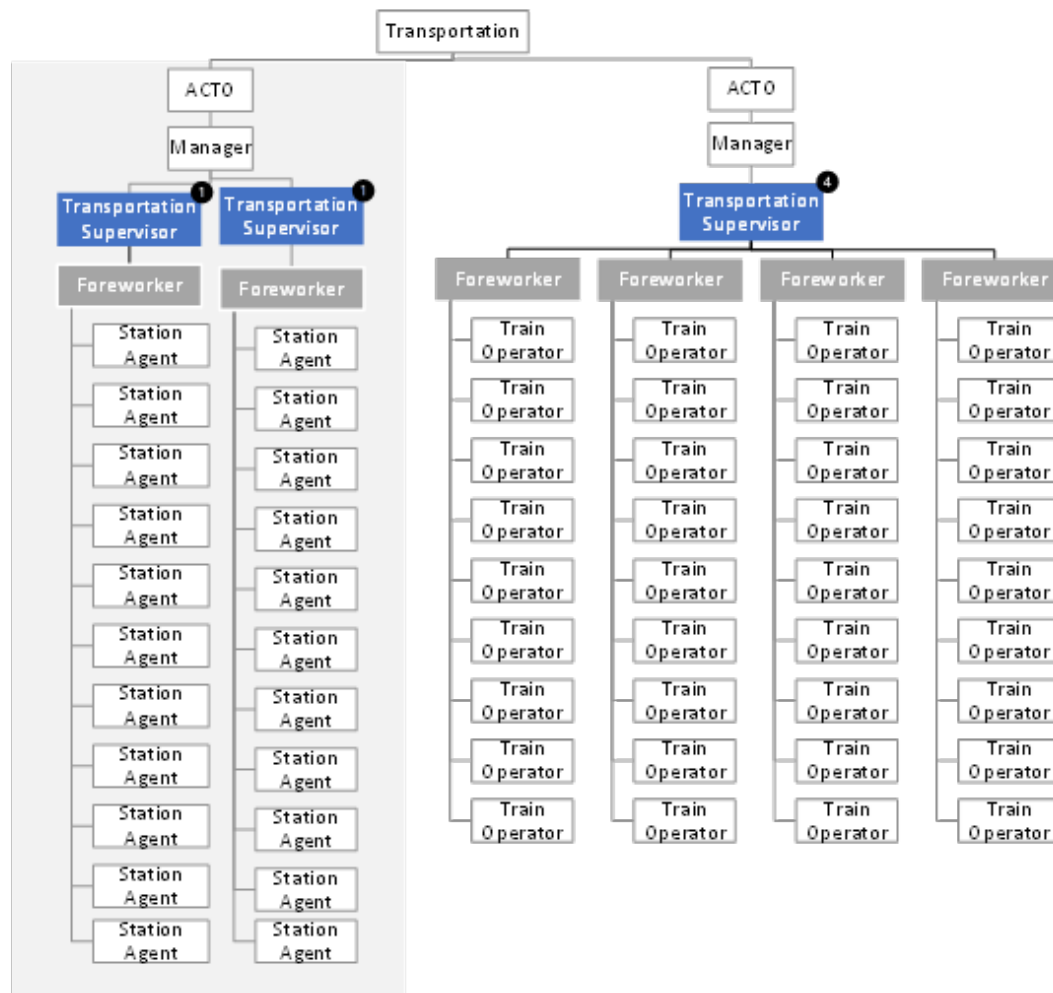 Transportation
ACTO
Manager
1
Transportation
Supervisor
1
Transportation
Supervisor
Foreworker
Station
Agent
Station
Agent
Station
Agent
Station
Agent
Station
Agent
Station
Agent
Station
Agent
Station
Agent
Station
Agent
Station
Agent
Station
Agent
Foreworker
Station
Agent
Station
Agent
Station
Agent
Station
Agent
Station
Agent
Station
Agent
Station
Agent
Station
Agent
Station
Agent
Station
Agent
Station
Agent
ACTO
Manager
4
Transportation
Supervisor
Foreworker
Train
Operator
Train
Operator
Train
Operator
Train
Operator
Train
Operator
Train
Operator
Train
Operator
Train
Operator
Train
Operator
Foreworker
Train
Operator
Train
Operator
Train
Operator
Train
Operator
Train
Operator
Train
Operator
Train
Operator
Train
Operator
Train
Operator
Foreworker
Train
Operator
Train
Operator
Train
Operator
Train
Operator
Train
Operator
Train
Operator
Train
Operator
Train
Operator
Train
Operator
Foreworker
Train
Operator
Train
Operator
Train
Operator
Train
Operator
Train
Operator
Train
Operator
Train
Operator
Train
Operator
Train
Operator